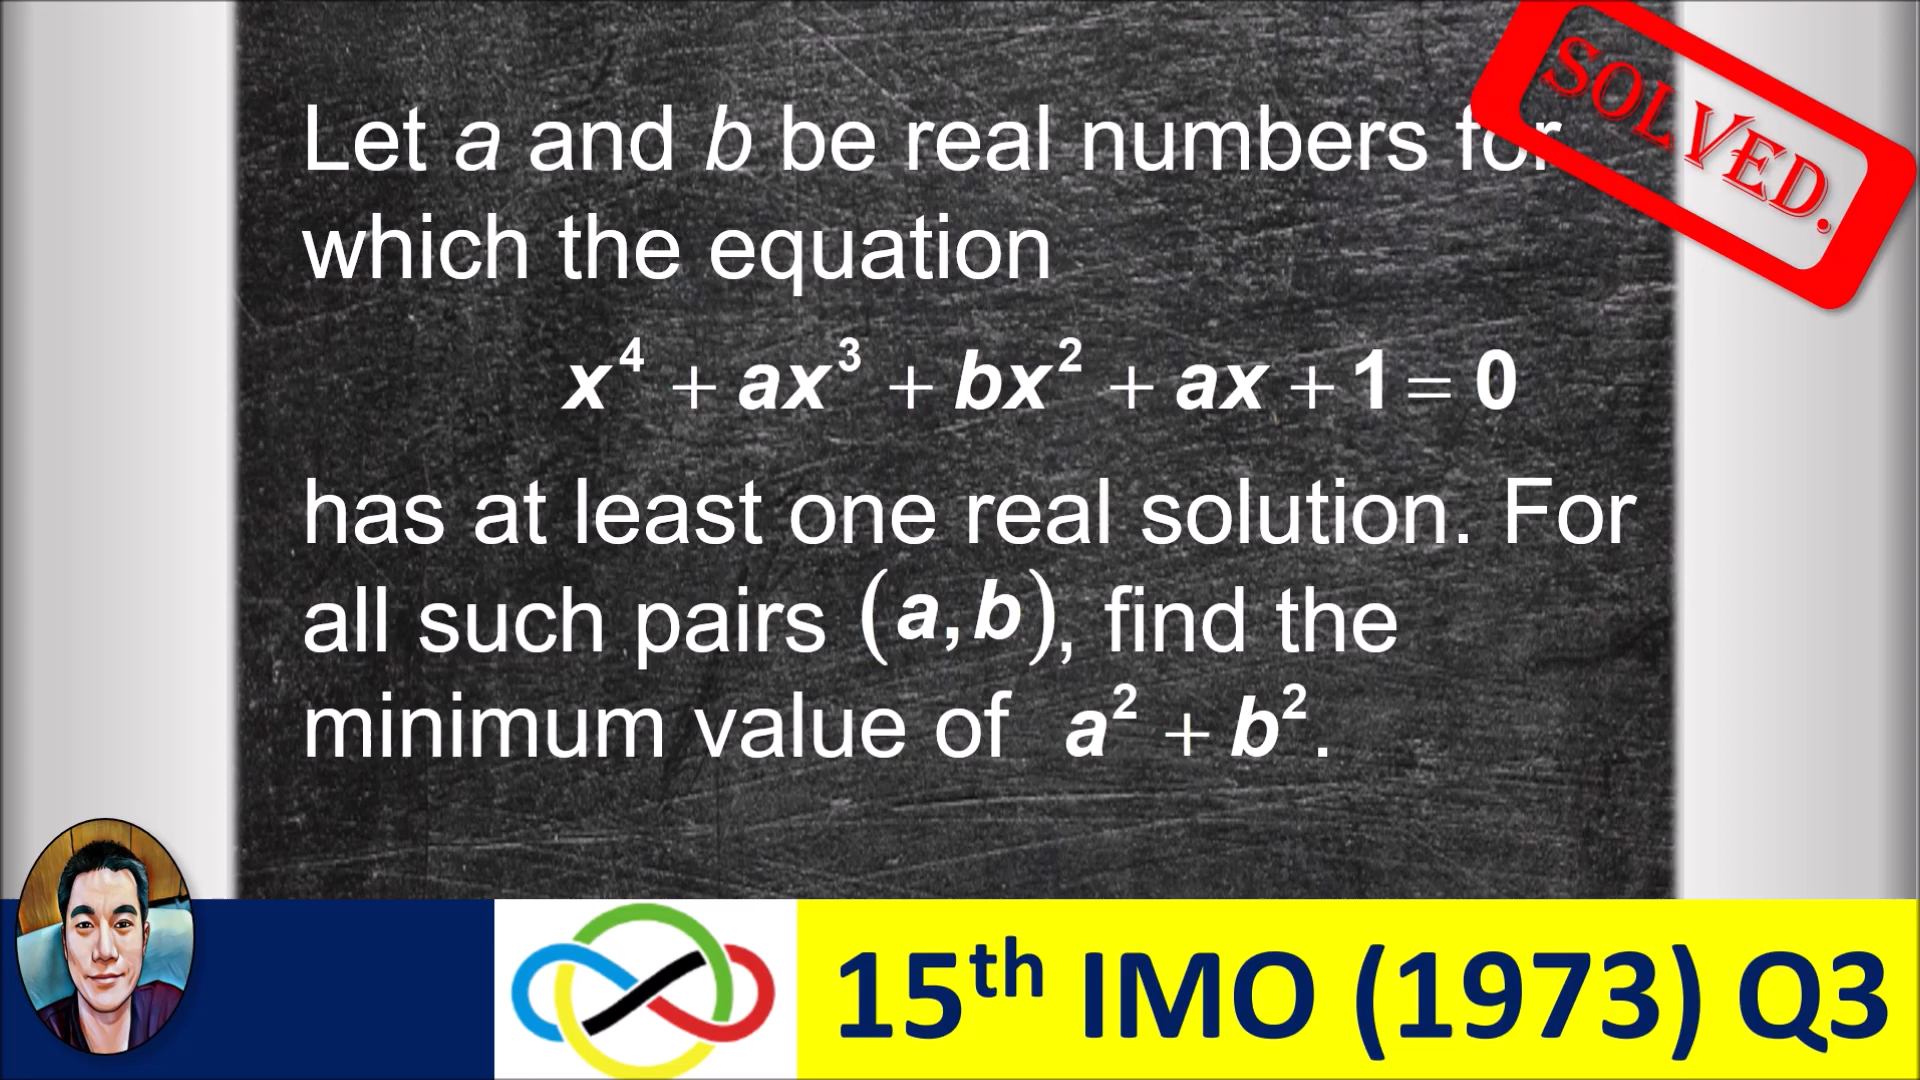 Let a and b be real numbers for
which the equation
x⁴ + ax³ + bx² + ax + 1 = 0
has at least one real solution. For
all such pairs (a,b), find the
minimum value of a² + b².
SOLVED.
15th IMO (1973) Q3